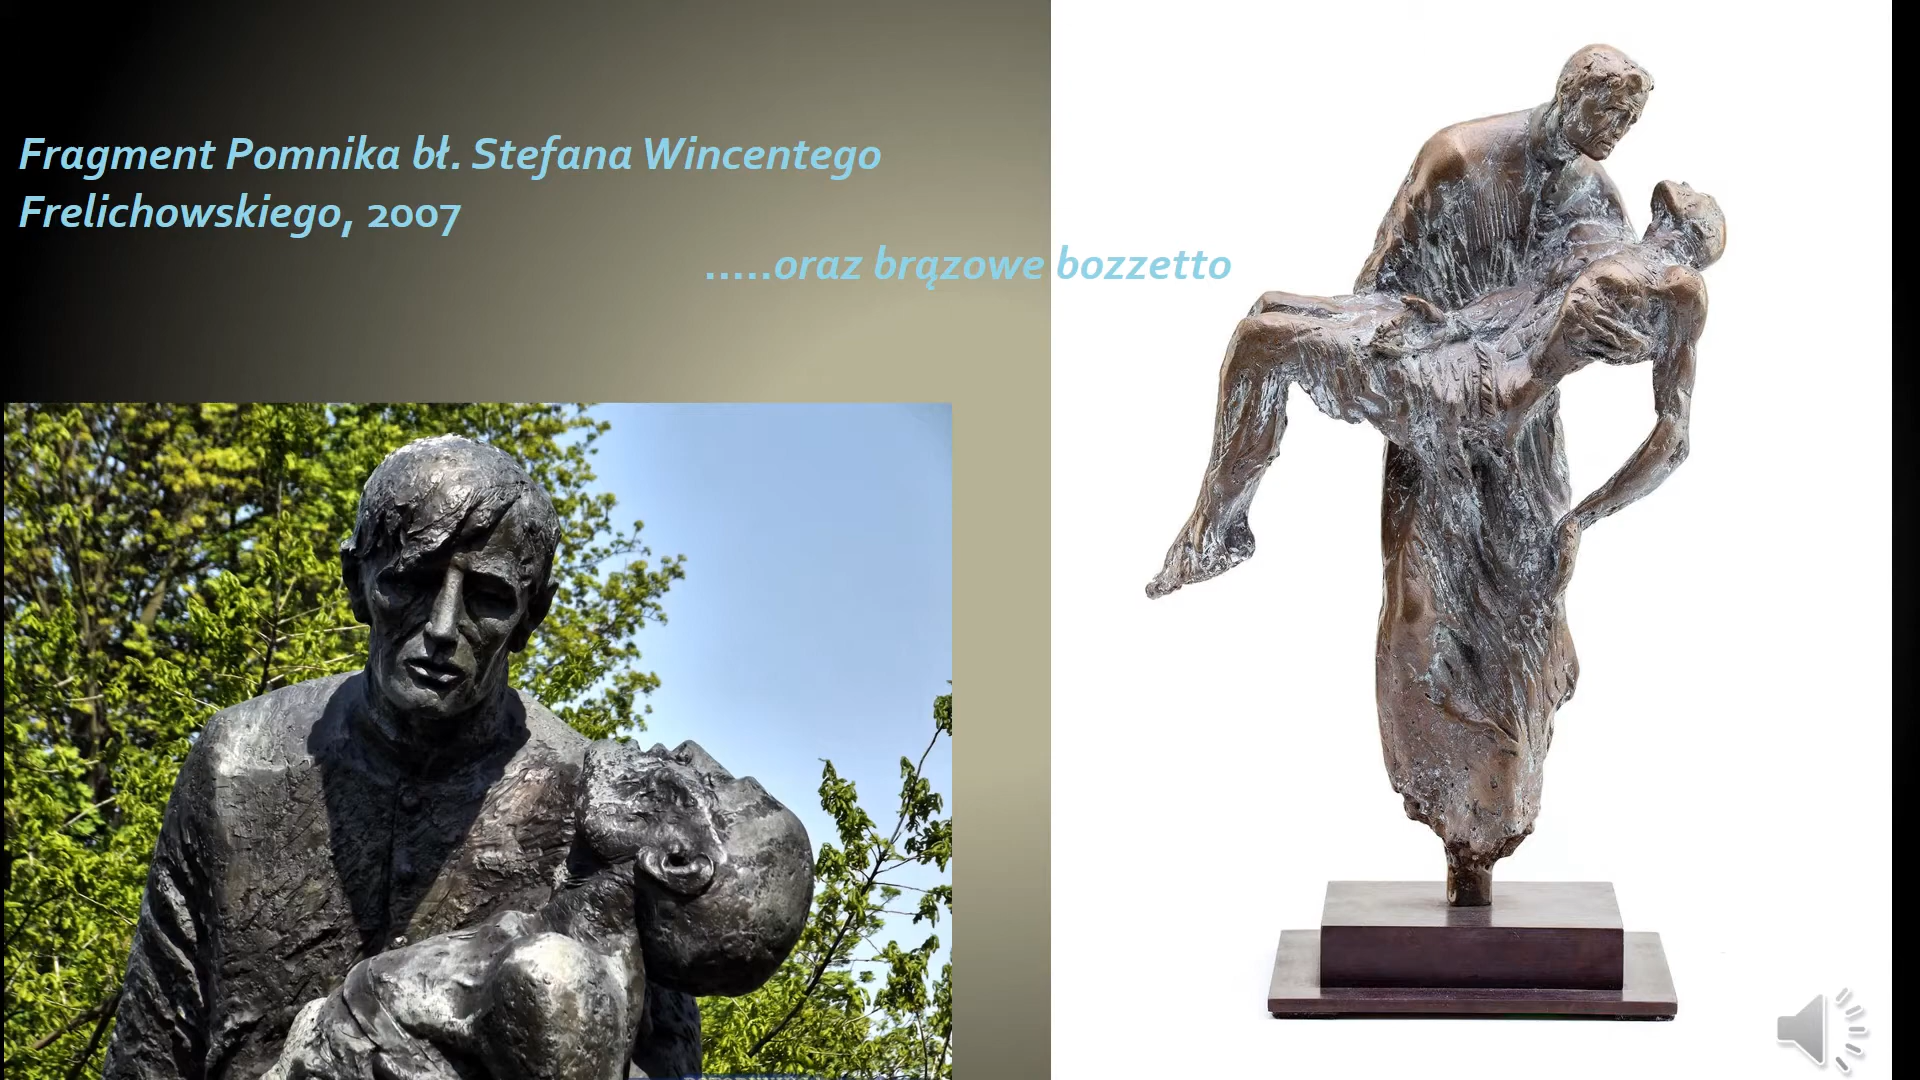 Fragment Pomnika bł. Stefana Wincentego
Frelichowskiego, 2007
.....oraz brązowe bozzetto